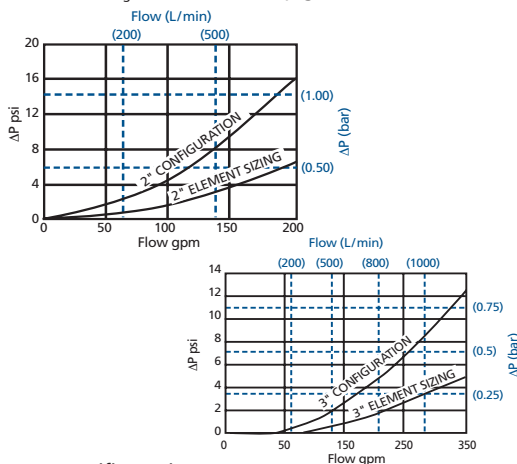 Flow (L/min)
(200) (500)
20
16
12
8
4
0
ΔP psi
(1.00)
(0.50)
ΔP (bar)
2" CONFIGURATION
2" ELEMENT SIZING
0 50 100 150 200
Flow gpm
Flow (L/min)
(200) (500) (800) (1000)
14
12
10
8
6
4
2
0
ΔP psi
(0.75)
(0.5)
(0.25)
ΔP (bar)
3" CONFIGURATION
3" ELEMENT SIZING
0 50 150 250 350
Flow gpm